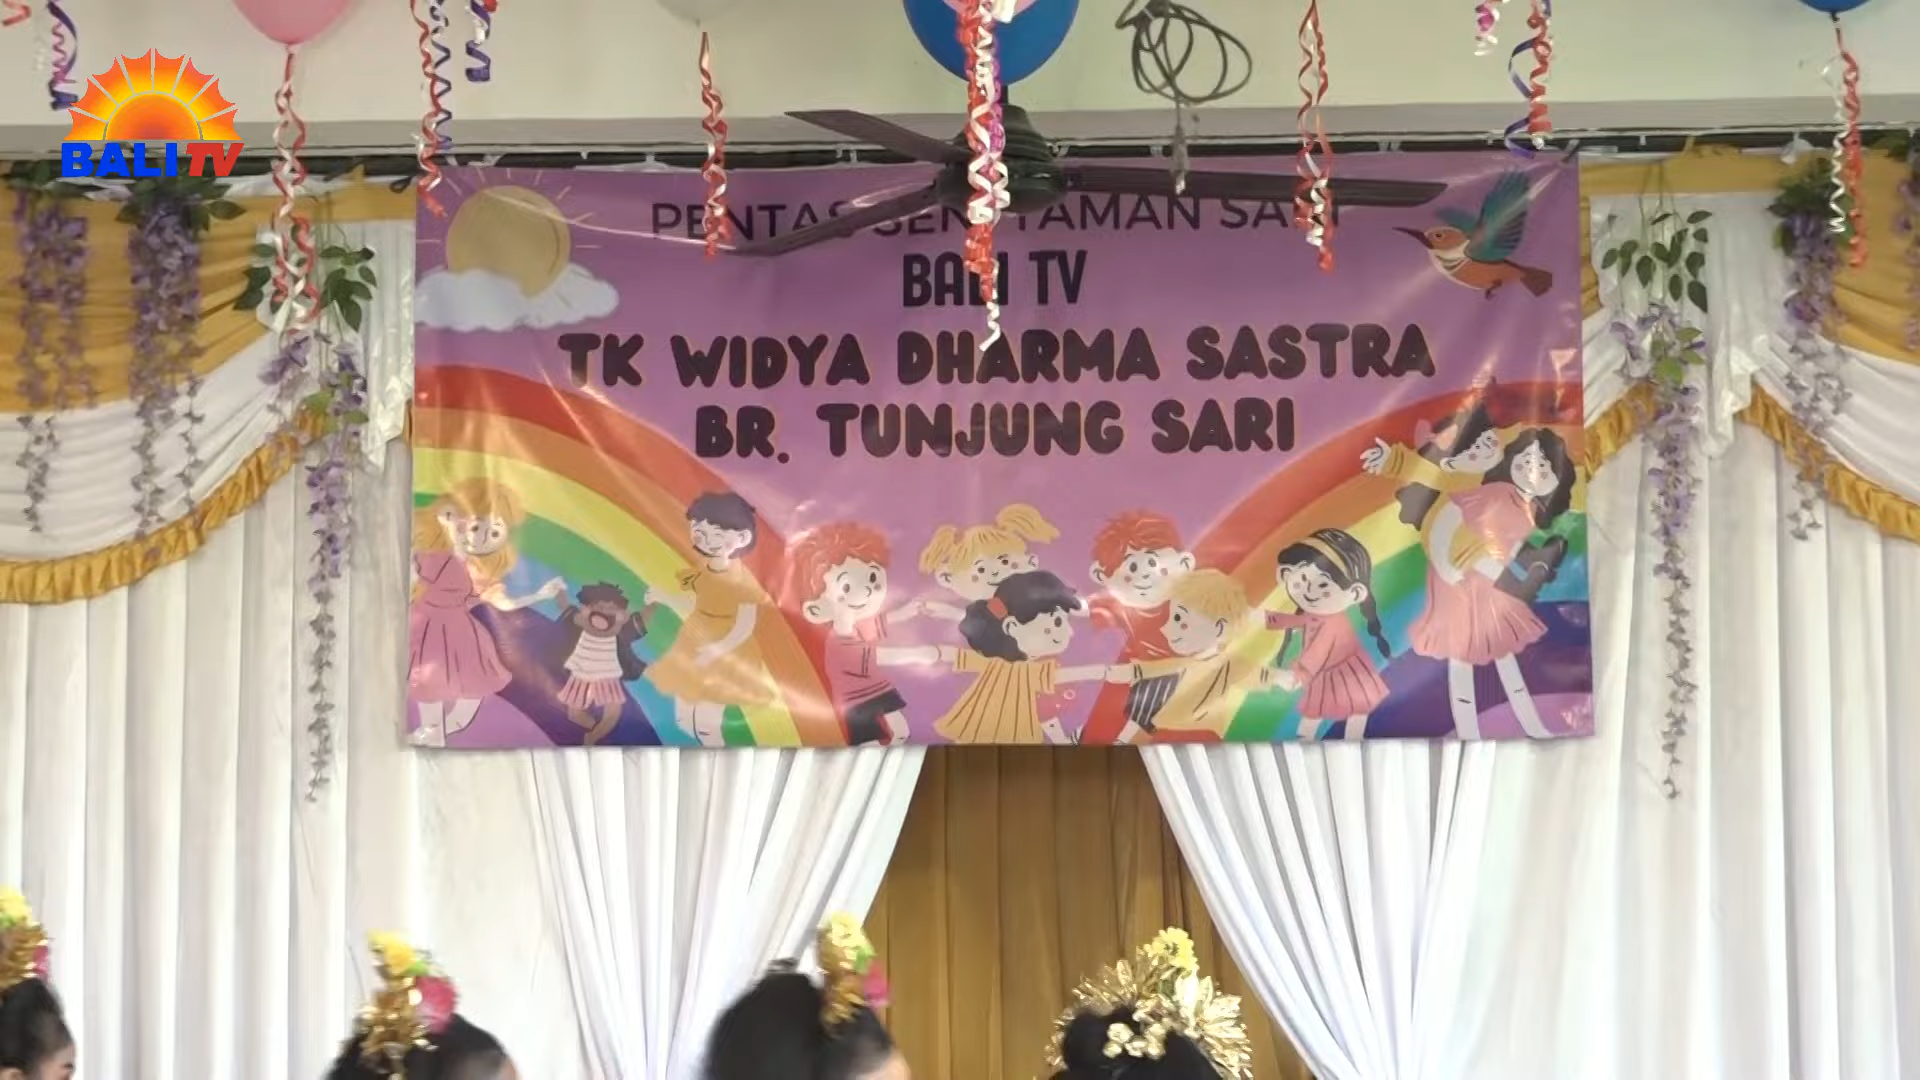 BALI TV
PENTAS SENI TAMAN SARI
BALI TV
TK WIDYA DHARMA SASTRA
BR. TUNJUNG SARI